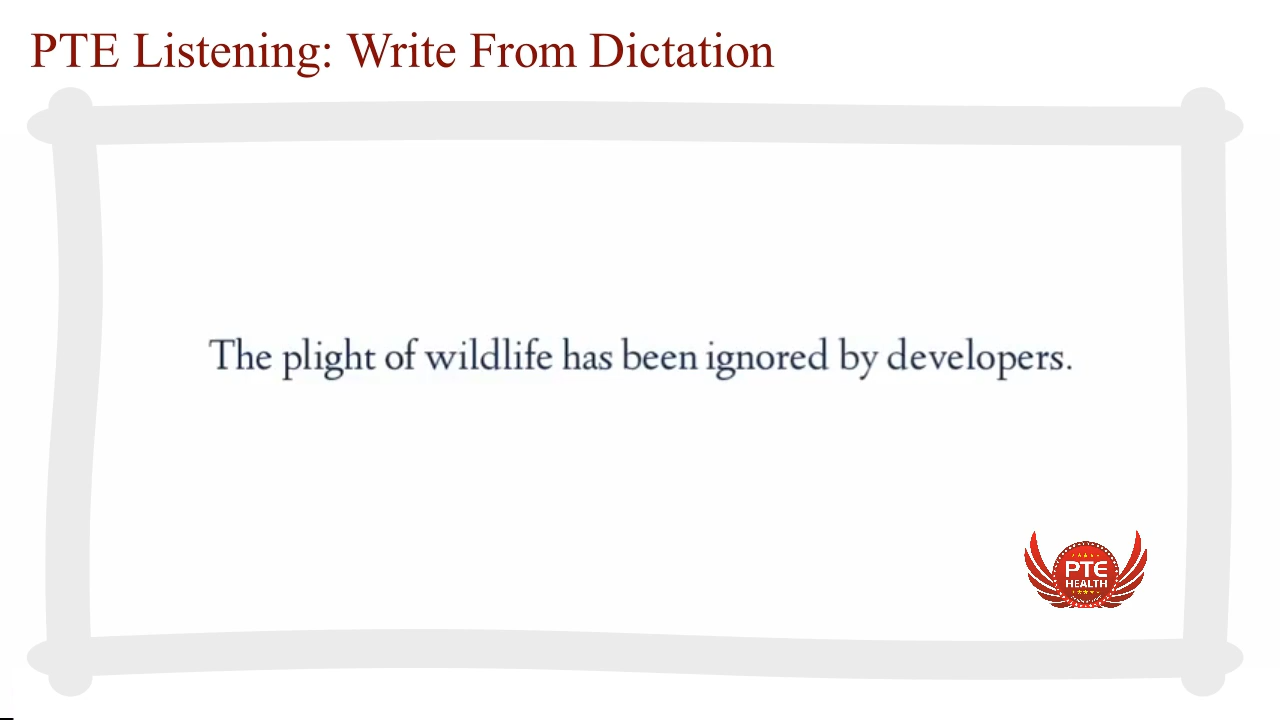 PTE Listening: Write From Dictation
The plight of wildlife has been ignored by developers.
PTE
HEALTH